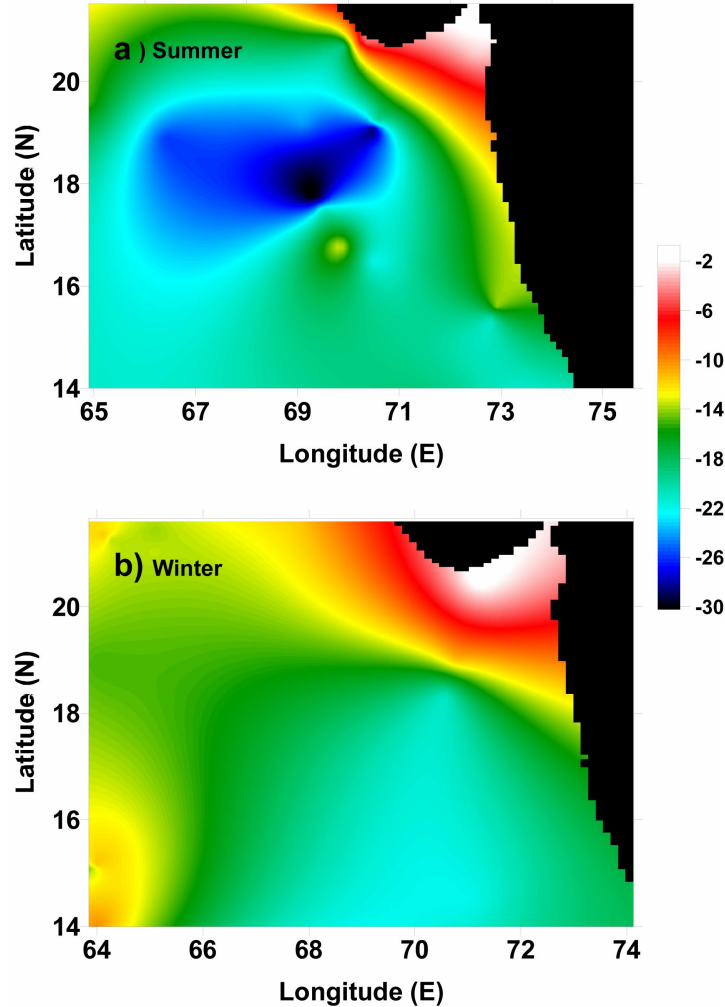 a ) Summer
20
18
16
14
Latitude (N)
65 67 69 71 73 75
Longitude (E)
-2
-6
-10
-14
-18
-22
-26
-30
b) Winter
20
18
16
14
Latitude (N)
64 66 68 70 72 74
Longitude (E)